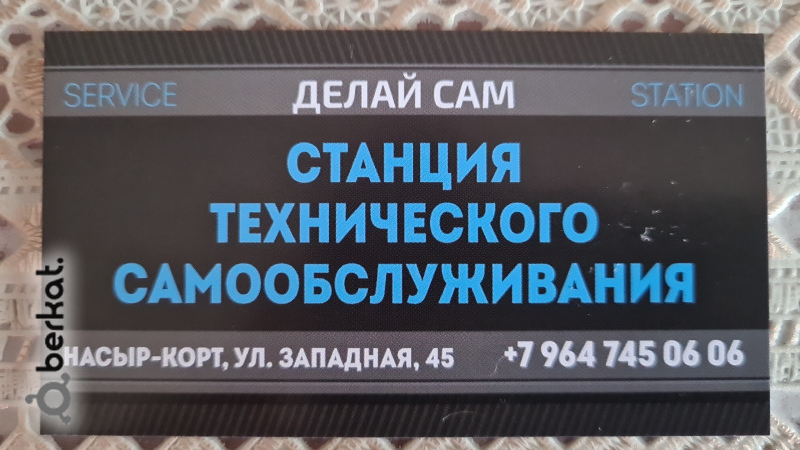 SERVICE ДЕЛАЙ САМ STATION
СТАНЦИЯ
ТЕХНИЧЕСКОГО
САМООБСЛУЖИВАНИЯ
НАСЫР-КОРТ, УЛ. ЗАПАДНАЯ, 45 +7 964 745 06 06
berkat.